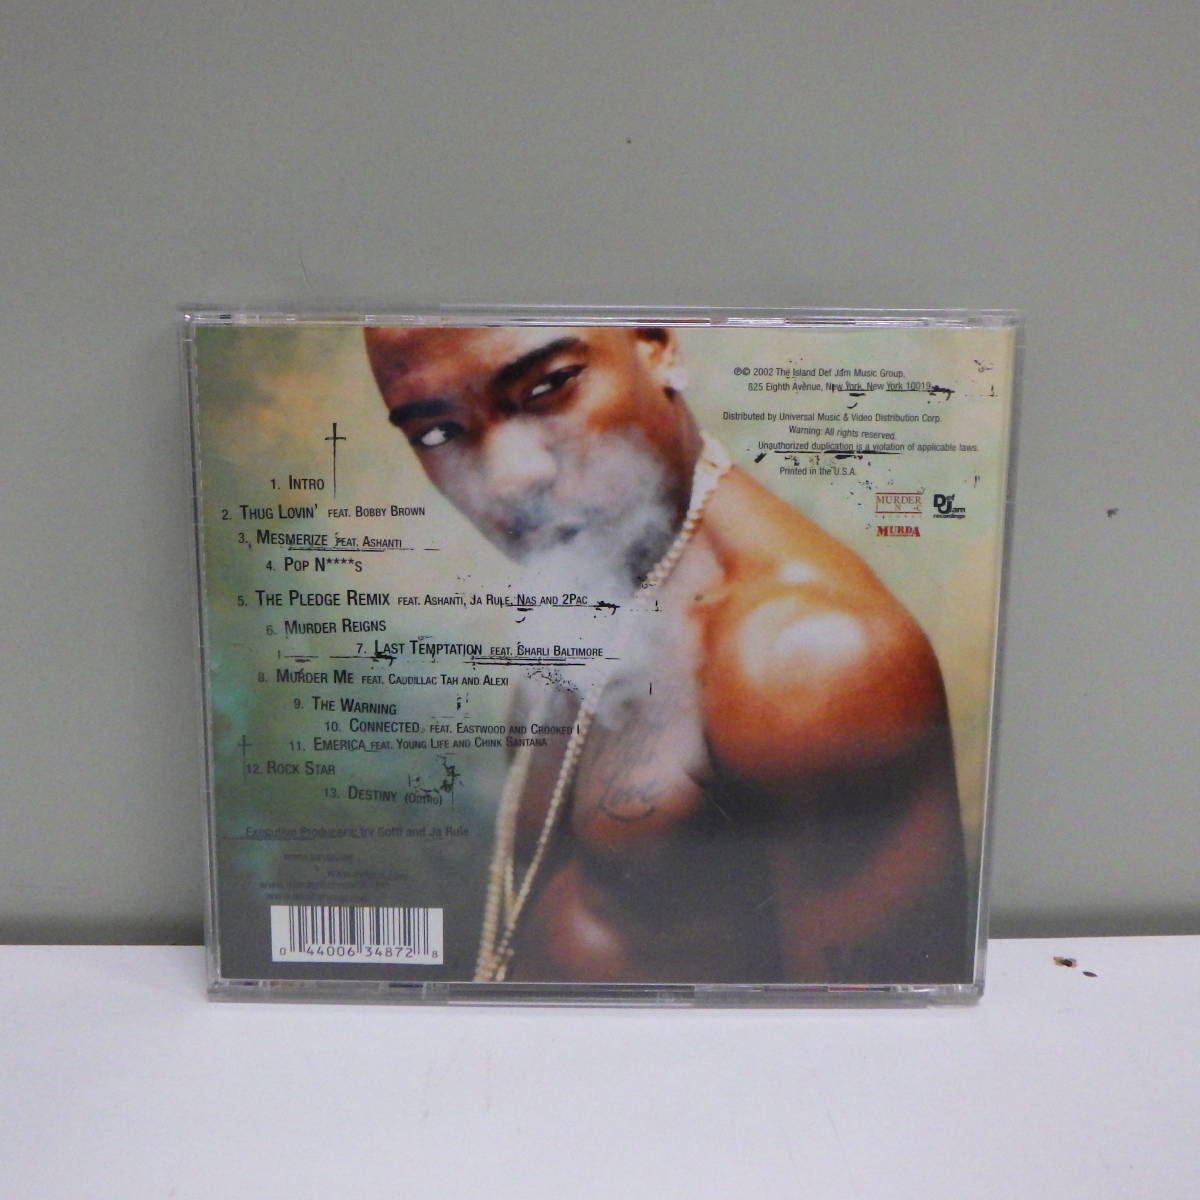 1. INTRO
2. THUG LOVIN' FEAT. BOBBY BROWN
3. MESMERIZE FEAT. ASHANTI
4. POP N****S
5. THE PLEDGE REMIX FEAT. ASHANTI, JA RULE, NAS AND 2PAC
6. MURDER REIGNS
7. LAST TEMPTATION FEAT. CHARLI BALTIMORE
8. MURDER ME FEAT. CADDILLAC TAH AND ALEXI
9. THE WARNING
10. CONNECTED FEAT. EASTWOOD AND CROOKED I
11. EMERICA FEAT. YOUNG LIFE AND CHINK SANTANA
12. ROCK STAR
13. DESTINY (OUTRO)
Executive Producers: Irv Gotti and Ja Rule
0 44006 34872 8
℗© 2002 The Island Def Jam Music Group,
825 Eighth Avenue, New York, New York 10019
Distributed by Universal Music & Video Distribution Corp.
Warning: All rights reserved.
Unauthorized duplication is a violation of applicable laws.
Printed in the U.S.A.
MURDER
INC
RECORDS
MURDA
Def
Jam
recordings
Love